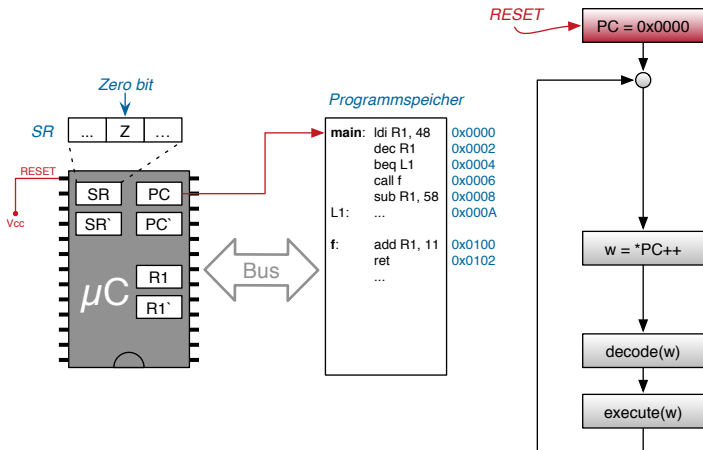 RESET
PC = 0x0000
Zero bit
SR
... Z ...
Programmspeicher
main: ldi R1, 48 0x0000
dec R1 0x0002
beq L1 0x0004
call f 0x0006
sub R1, 58 0x0008
L1: ... 0x000A
f: add R1, 11 0x0100
ret 0x0102
...
RESET
Vcc
SR PC
SR` PC`
R1
R1`
µC
Bus
w = *PC++
decode(w)
execute(w)